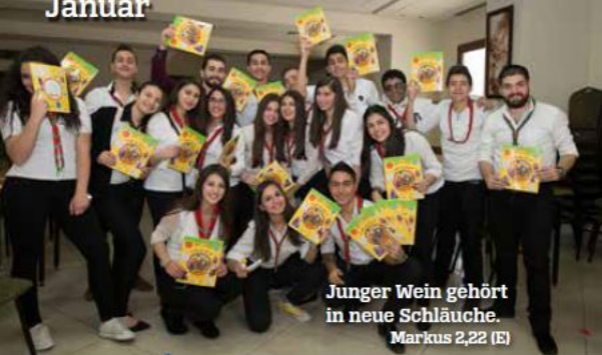 Januar
Junger Wein gehört
in neue Schläuche.
Markus 2,22 (E)